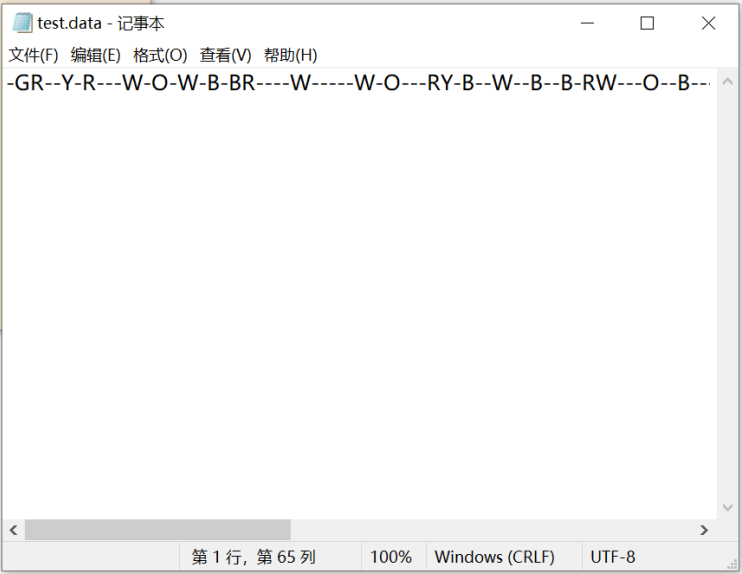 test.data - 记事本
文件(F) 编辑(E) 格式(O) 查看(V) 帮助(H)
-GR--Y-R---W-O-W-B-BR----W-----W-O---RY-B--W--B--B-RW---O--B---
第 1 行，第 65 列 100% Windows (CRLF) UTF-8